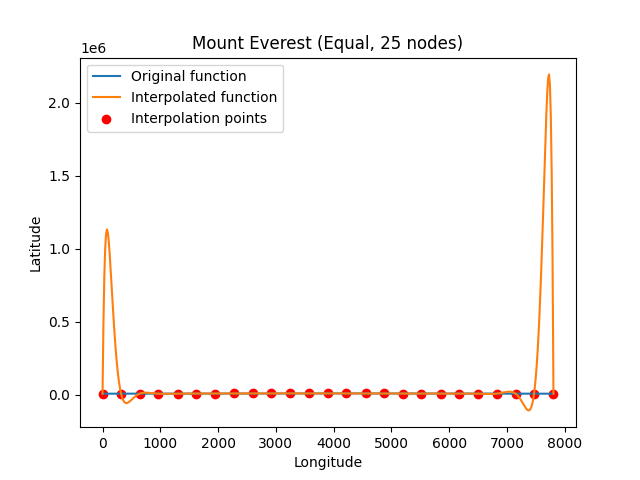 Mount Everest (Equal, 25 nodes)
1e6
Original function
Interpolated function
Interpolation points
2.0
1.5
1.0
0.5
0.0
Latitude
0 1000 2000 3000 4000 5000 6000 7000 8000
Longitude